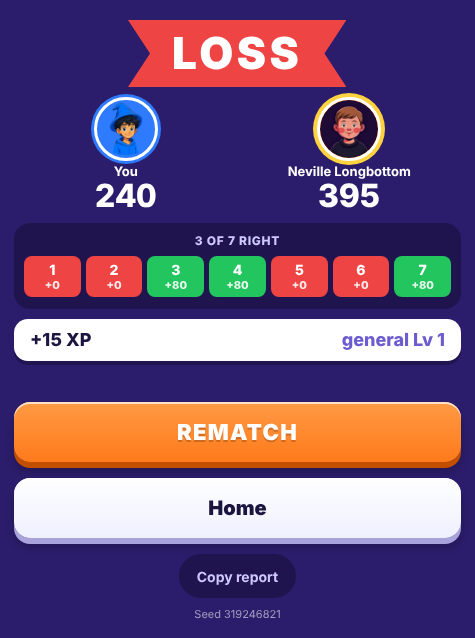 LOSS
You
Neville Longbottom
240
395
3 OF 7 RIGHT
1 2 3 4 5 6 7
+0 +0 +80 +80 +0 +0 +80
+15 XP
general Lv 1
REMATCH
Home
Copy report
Seed 319246821